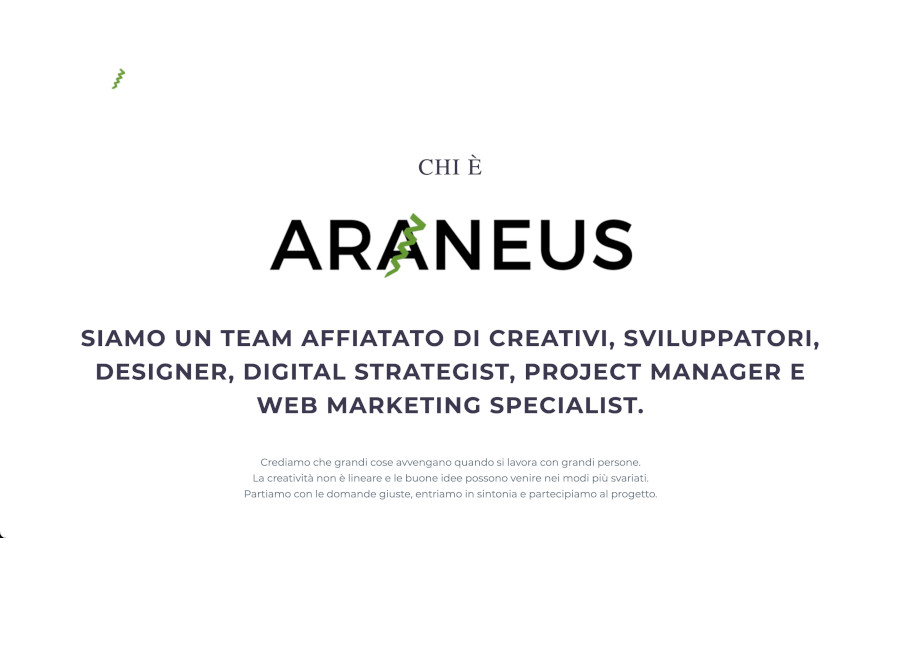 CHI È
ARANEUS
SIAMO UN TEAM AFFIATATO DI CREATIVI, SVILUPPATORI,
DESIGNER, DIGITAL STRATEGIST, PROJECT MANAGER E
WEB MARKETING SPECIALIST.
Crediamo che grandi cose avvengano quando si lavora con grandi persone.
La creatività non è lineare e le buone idee possono venire nei modi più svariati.
Partiamo con le domande giuste, entriamo in sintonia e partecipiamo al progetto.